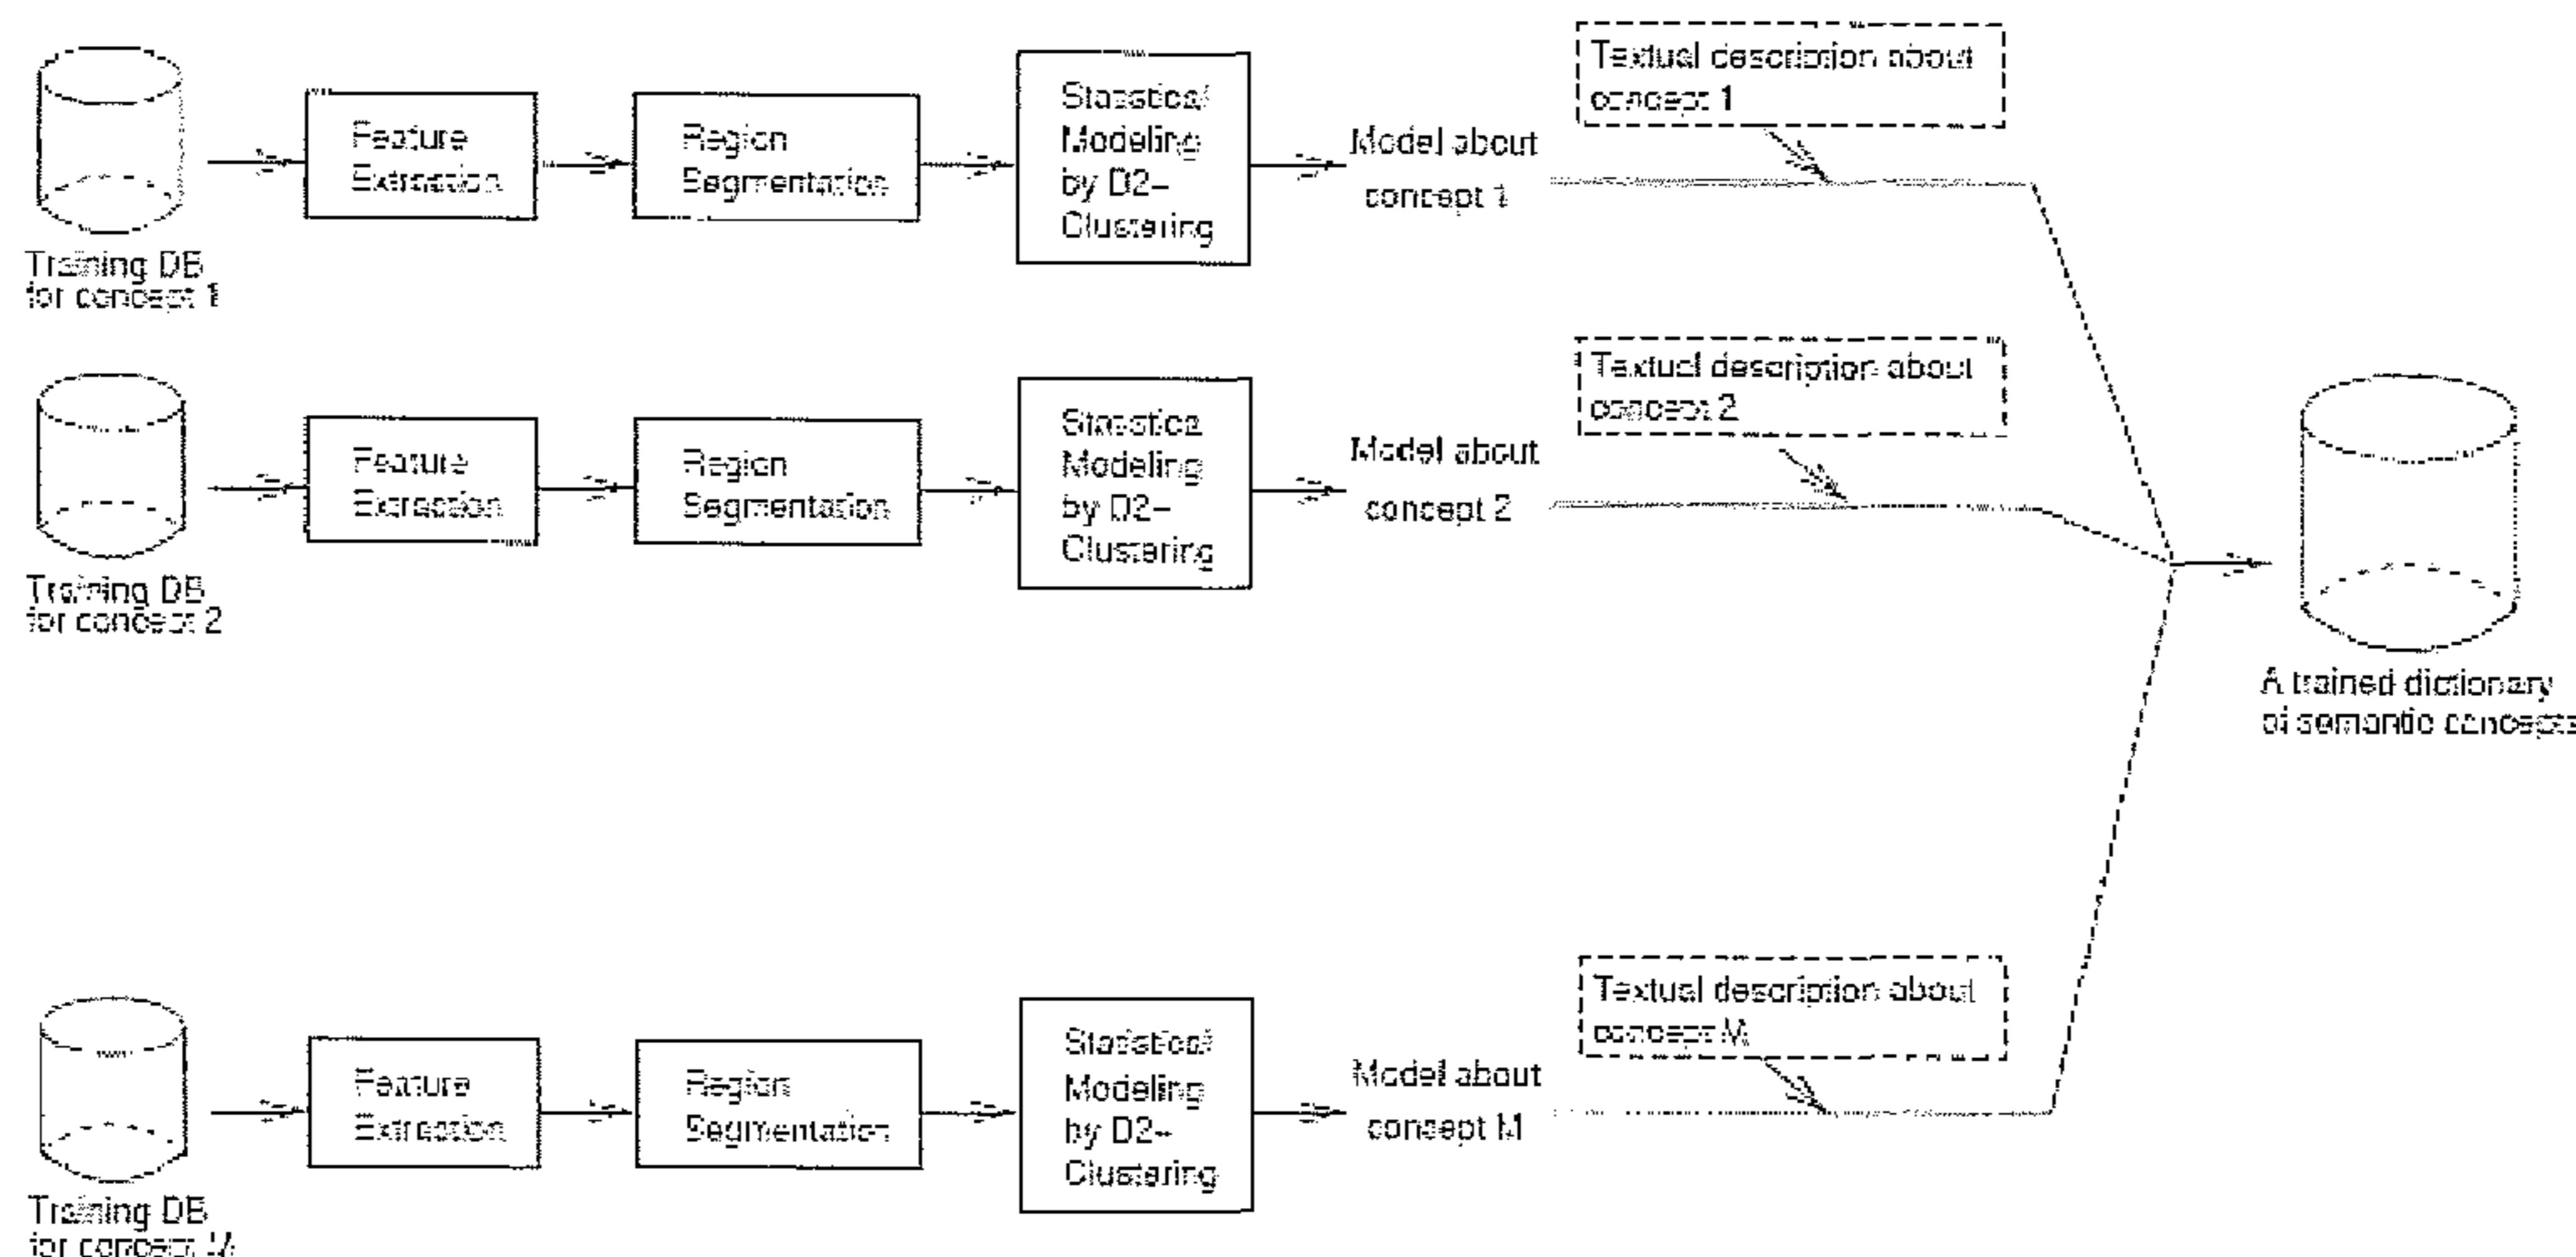 Textual description about
concept 1
Feature
Extraction
Region
Segmentation
Statistical
Modeling
by D2-
Clustering
Model about
concept 1
Training DB
for concept 1
Textual description about
concept 2
Feature
Extraction
Region
Segmentation
Statistical
Modeling
by D2-
Clustering
Model about
concept 2
Training DB
for concept 2
A trained dictionary
of semantic concepts
Textual description about
concept M
Feature
Extraction
Region
Segmentation
Statistical
Modeling
by D2-
Clustering
Model about
concept M
Training DB
for concept M